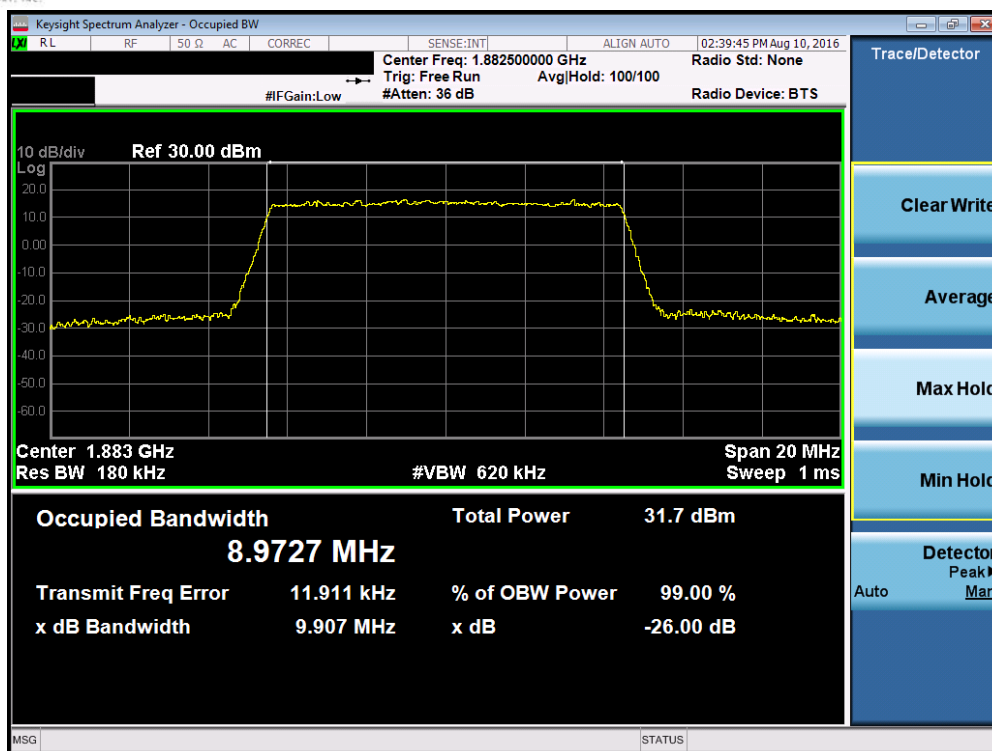 Keysight Spectrum Analyzer - Occupied BW
LXI RL RF 50 Ω AC CORREC SENSE:INT ALIGN AUTO 02:39:45 PM Aug 10, 2016
Center Freq: 1.882500000 GHz Radio Std: None
Trig: Free Run Avg|Hold: 100/100
#IFGain:Low #Atten: 36 dB Radio Device: BTS
Trace/Detector
10 dB/div Ref 30.00 dBm
Log
20.0
10.0
0.00
-10.0
-20.0
-30.0
-40.0
-50.0
-60.0
Center 1.883 GHz Span 20 MHz
Res BW 180 kHz #VBW 620 kHz Sweep 1 ms
Occupied Bandwidth Total Power 31.7 dBm
8.9727 MHz
Transmit Freq Error 11.911 kHz % of OBW Power 99.00 %
x dB Bandwidth 9.907 MHz x dB -26.00 dB
Clear Write
Average
Max Hold
Min Hold
Detector
Peak
Auto Man
MSG STATUS